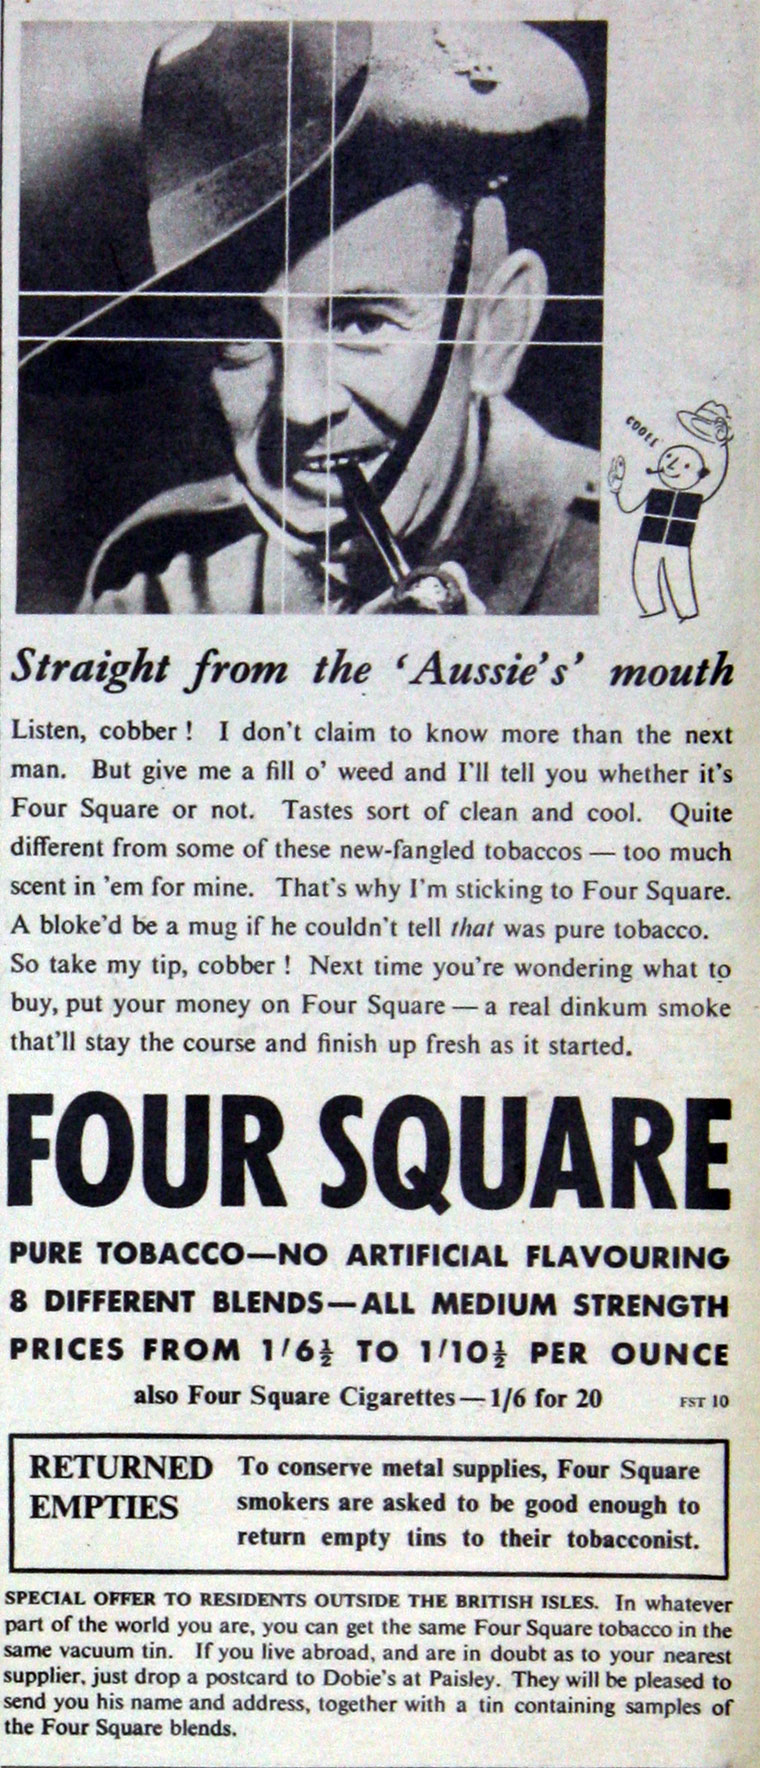 COOEE
Straight from the ‘Aussie's’ mouth
Listen, cobber ! I don't claim to know more than the next
man. But give me a fill o' weed and I'll tell you whether it's
Four Square or not. Tastes sort of clean and cool. Quite
different from some of these new-fangled tobaccos — too much
scent in 'em for mine. That's why I'm sticking to Four Square.
A bloke'd be a mug if he couldn't tell that was pure tobacco.
So take my tip, cobber ! Next time you're wondering what to
buy, put your money on Four Square — a real dinkum smoke
that'll stay the course and finish up fresh as it started.
FOUR SQUARE
PURE TOBACCO—NO ARTIFICIAL FLAVOURING
8 DIFFERENT BLENDS—ALL MEDIUM STRENGTH
PRICES FROM 1/6½ TO 1/10½ PER OUNCE
also Four Square Cigarettes—1/6 for 20 FST 10
RETURNED EMPTIES
To conserve metal supplies, Four Square
smokers are asked to be good enough to
return empty tins to their tobacconist.
SPECIAL OFFER TO RESIDENTS OUTSIDE THE BRITISH ISLES. In whatever
part of the world you are, you can get the same Four Square tobacco in the
same vacuum tin. If you live abroad, and are in doubt as to your nearest
supplier, just drop a postcard to Dobie's at Paisley. They will be pleased to
send you his name and address, together with a tin containing samples of
the Four Square blends.